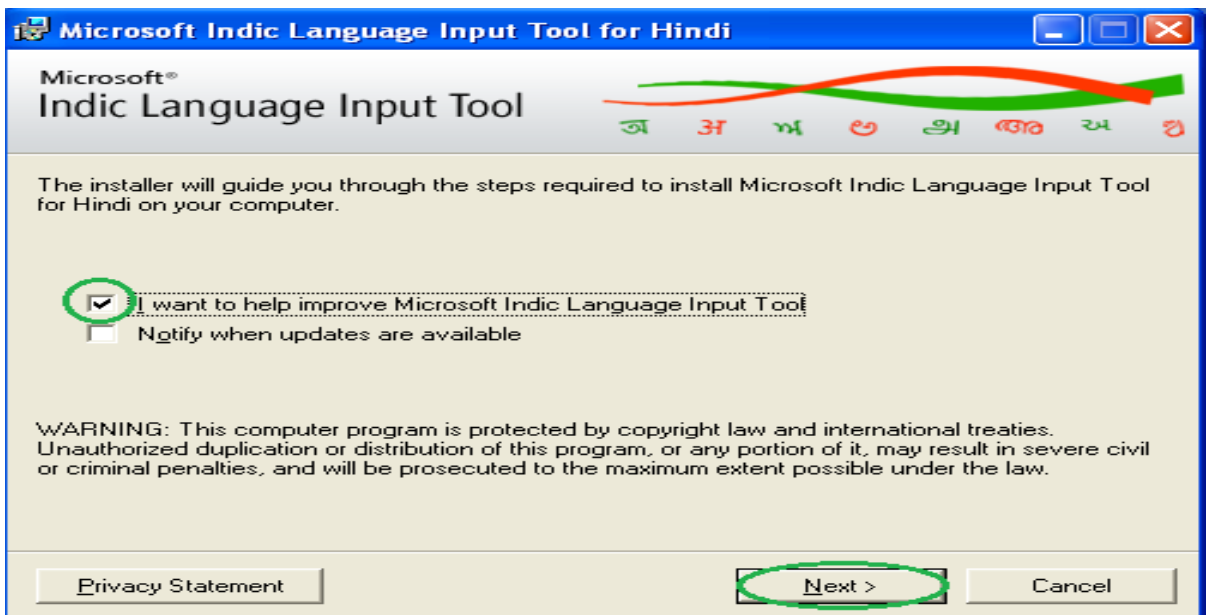 Microsoft Indic Language Input Tool for Hindi
Microsoft®
Indic Language Input Tool
অ अ ਅ అ அ അ અ ଅ
The installer will guide you through the steps required to install Microsoft Indic Language Input Tool
for Hindi on your computer.
I want to help improve Microsoft Indic Language Input Tool
Notify when updates are available
WARNING: This computer program is protected by copyright law and international treaties.
Unauthorized duplication or distribution of this program, or any portion of it, may result in severe civil
or criminal penalties, and will be prosecuted to the maximum extent possible under the law.
Privacy Statement
Next >
Cancel